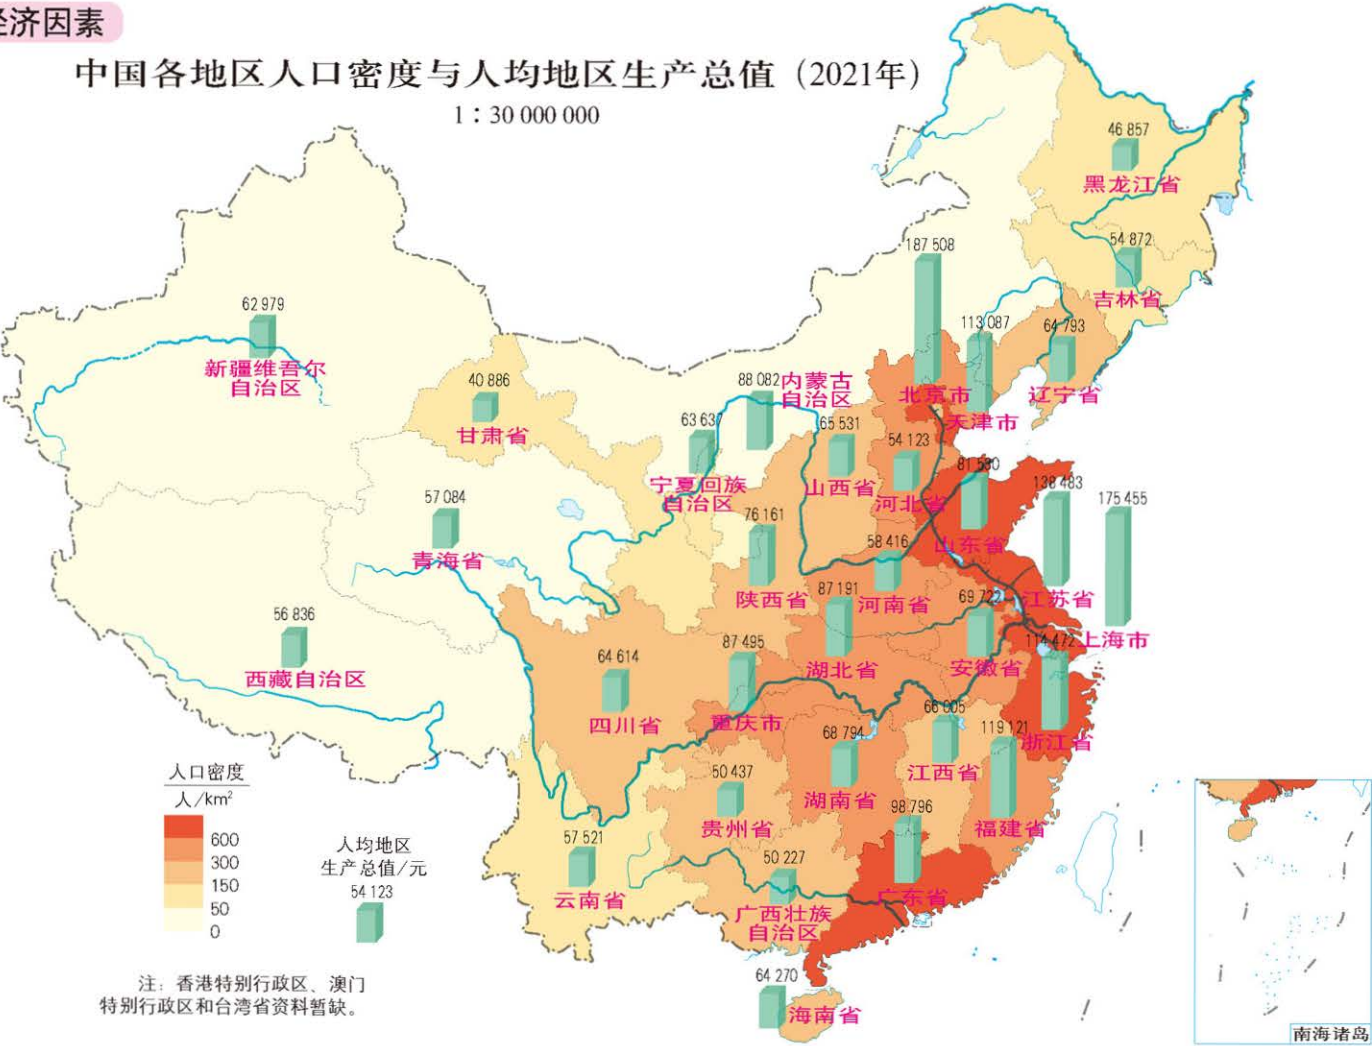 济因素
中国各地区人口密度与人均地区生产总值（2021年）
1∶30 000 000
46 857
黑龙江省
54 872
吉林省
187 508
北京市
113 087
天津市
64 793
辽宁省
62 979
新疆维吾尔
自治区
40 886
甘肃省
88 082
内蒙古
自治区
63 637
宁夏回族
自治区
65 531
山西省
54 123
河北省
81 530
山东省
138 483
江苏省
175 455
上海市
57 084
青海省
76 161
陕西省
58 416
河南省
56 836
西藏自治区
87 191
湖北省
安徽省
114 472
浙江省
64 614
四川省
87 495
重庆市
68 794
湖南省
66 005
江西省
119 121
福建省
50 437
贵州省
98 796
广东省
57 521
云南省
50 227
广西壮族
自治区
64 270
海南省
人口密度
人/km²
600
300
150
50
0
人均地区
生产总值/元
54 123
注：香港特别行政区、澳门
特别行政区和台湾省资料暂缺。
南海诸岛